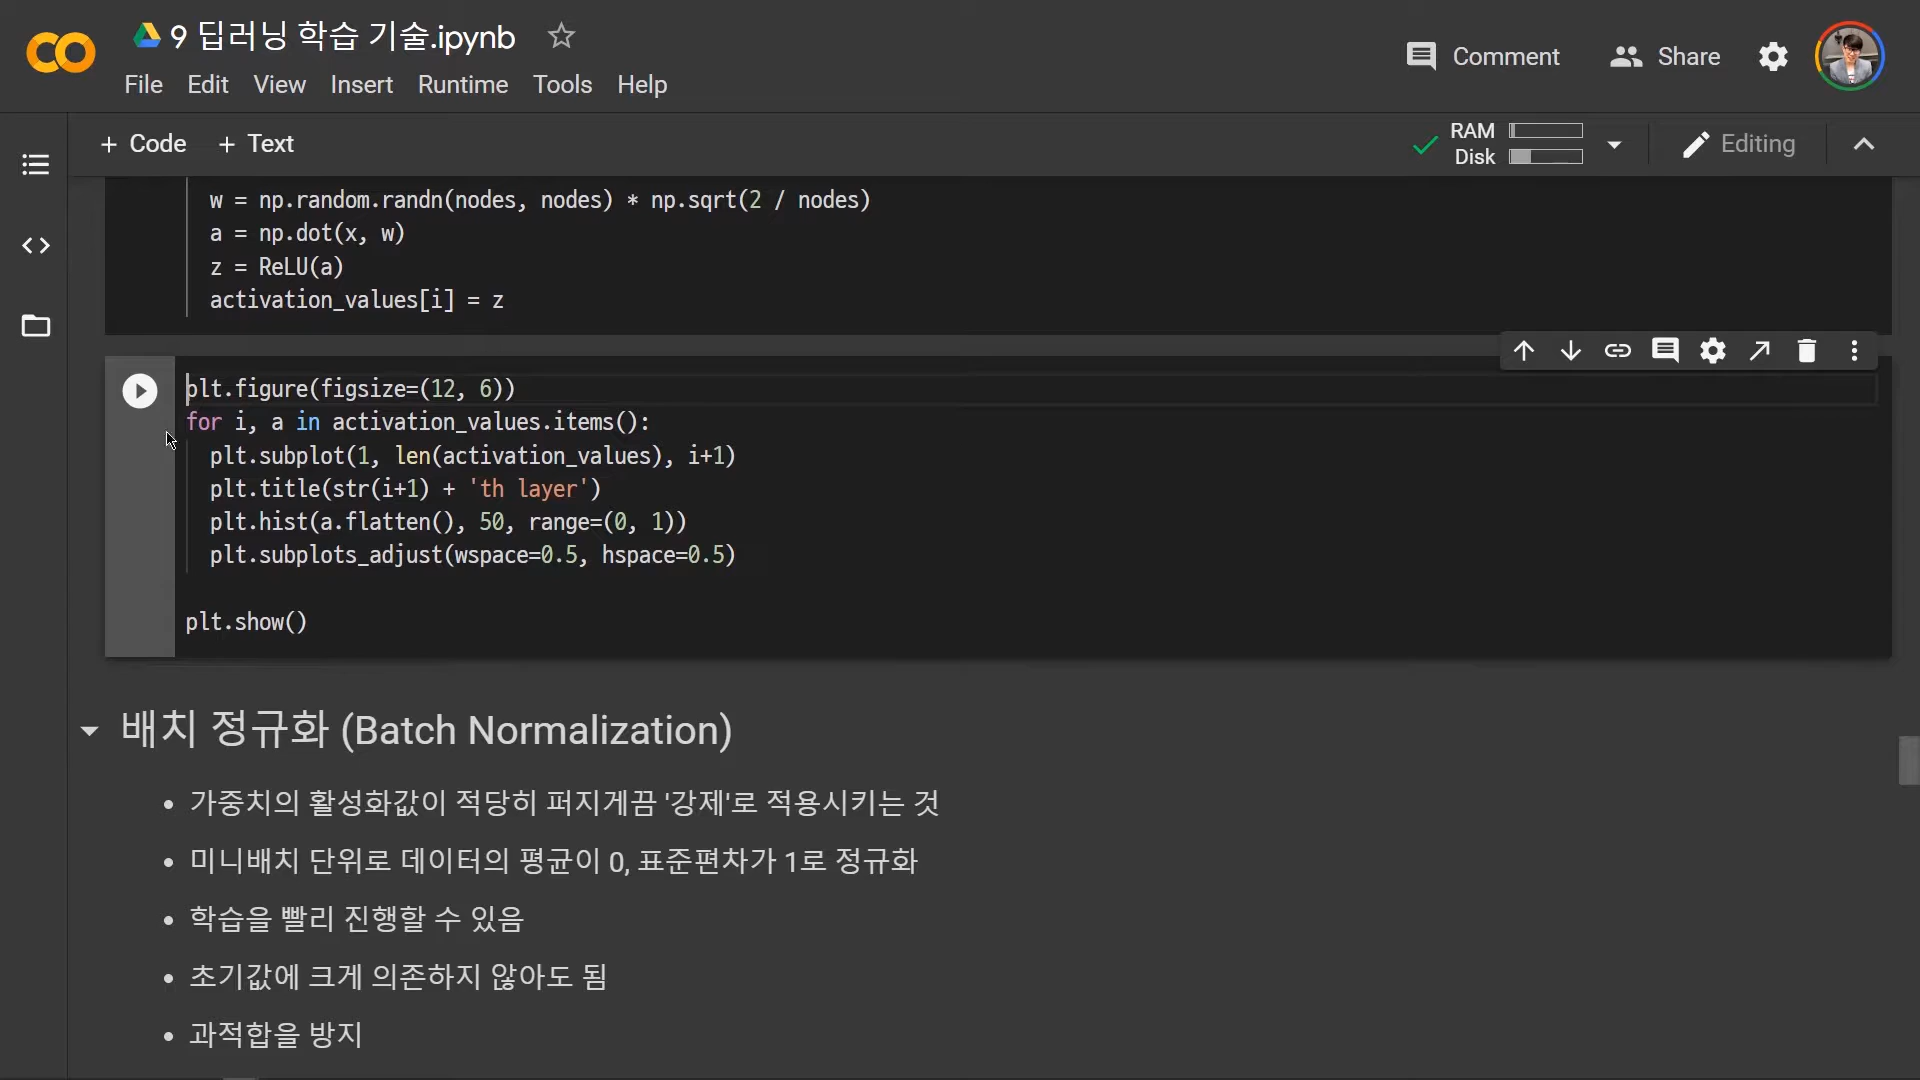 9 딥러닝 학습 기술.ipynb
Comment
Share
File Edit View Insert Runtime Tools Help
+ Code + Text
RAM
Disk
Editing
w = np.random.randn(nodes, nodes) * np.sqrt(2 / nodes)
a = np.dot(x, w)
z = ReLU(a)
activation_values[i] = z
plt.figure(figsize=(12, 6))
for i, a in activation_values.items():
plt.subplot(1, len(activation_values), i+1)
plt.title(str(i+1) + 'th layer')
plt.hist(a.flatten(), 50, range=(0, 1))
plt.subplots_adjust(wspace=0.5, hspace=0.5)
plt.show()
배치 정규화 (Batch Normalization)
• 가중치의 활성화값이 적당히 퍼지게끔 '강제'로 적용시키는 것
• 미니배치 단위로 데이터의 평균이 0, 표준편차가 1로 정규화
• 학습을 빨리 진행할 수 있음
• 초기값에 크게 의존하지 않아도 됨
• 과적합을 방지